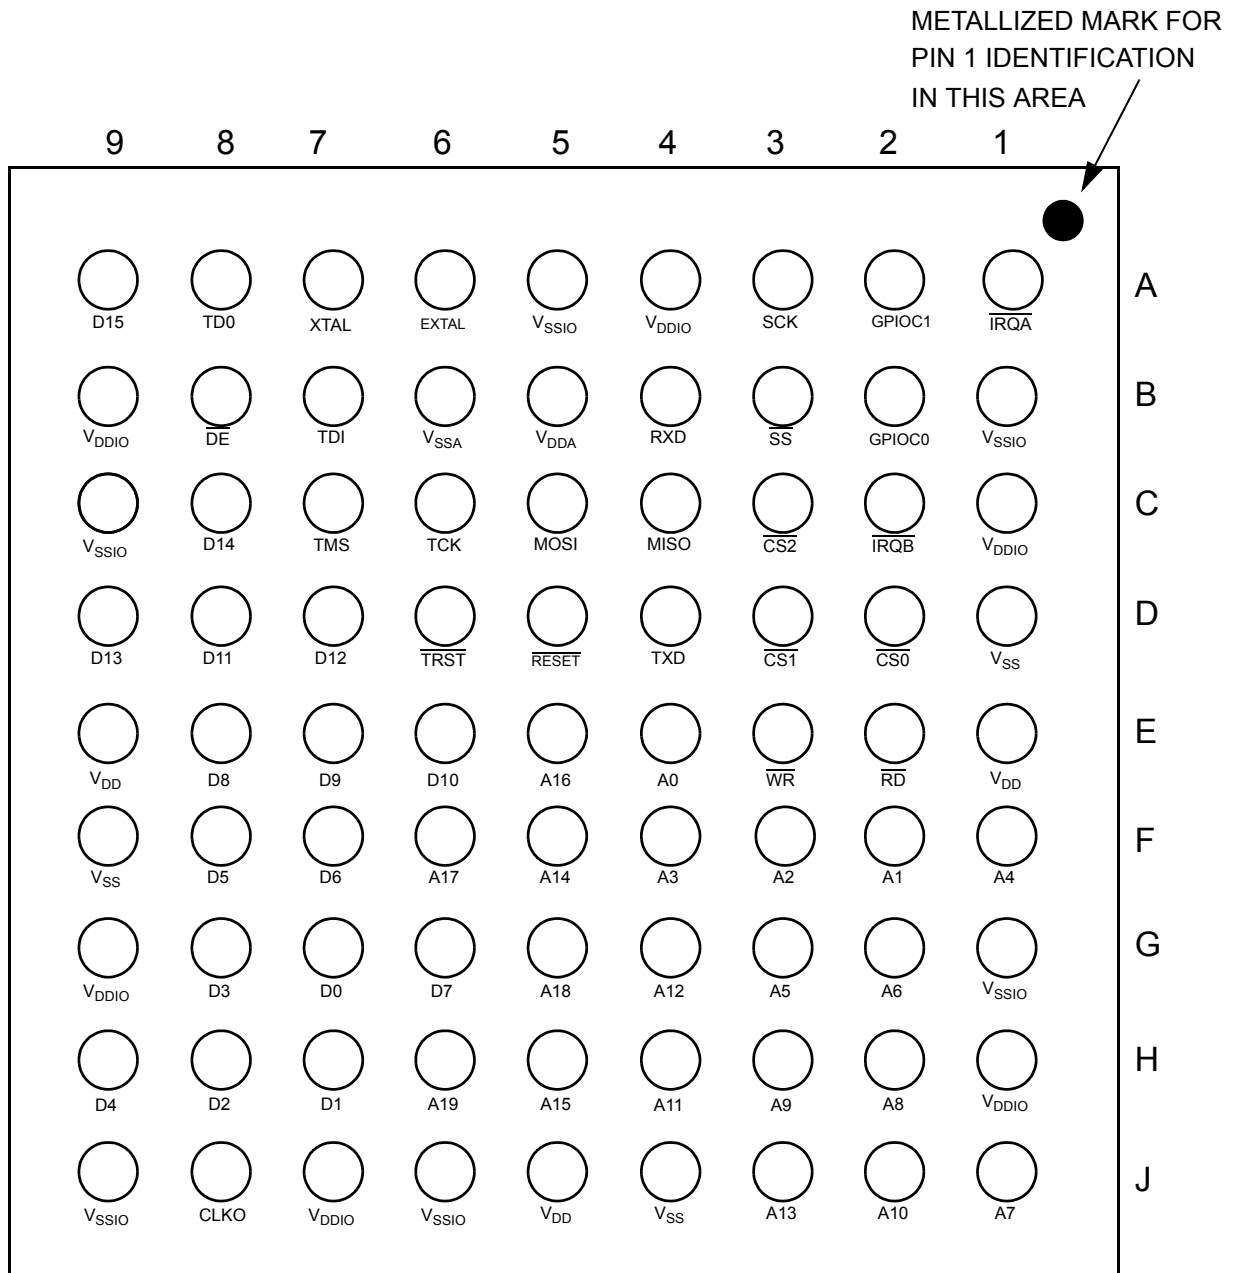 METALLIZED MARK FOR
PIN 1 IDENTIFICATION
IN THIS AREA
9 8 7 6 5 4 3 2 1
A
D15 TD0 XTAL EXTAL VSSIO VDDIO SCK GPIOC1 IRQA
B
VDDIO DE TDI VSSA VDDA RXD SS GPIOC0 VSSIO
C
VSSIO D14 TMS TCK MOSI MISO CS2 IRQB VDDIO
D
D13 D11 D12 TRST RESET TXD CS1 CS0 VSS
E
VDD D8 D9 D10 A16 A0 WR RD VDD
F
VSS D5 D6 A17 A14 A3 A2 A1 A4
G
VDDIO D3 D0 D7 A18 A12 A5 A6 VSSIO
H
D4 D2 D1 A19 A15 A11 A9 A8 VDDIO
J
VSSIO CLKO VDDIO VSSIO VDD VSS A13 A10 A7